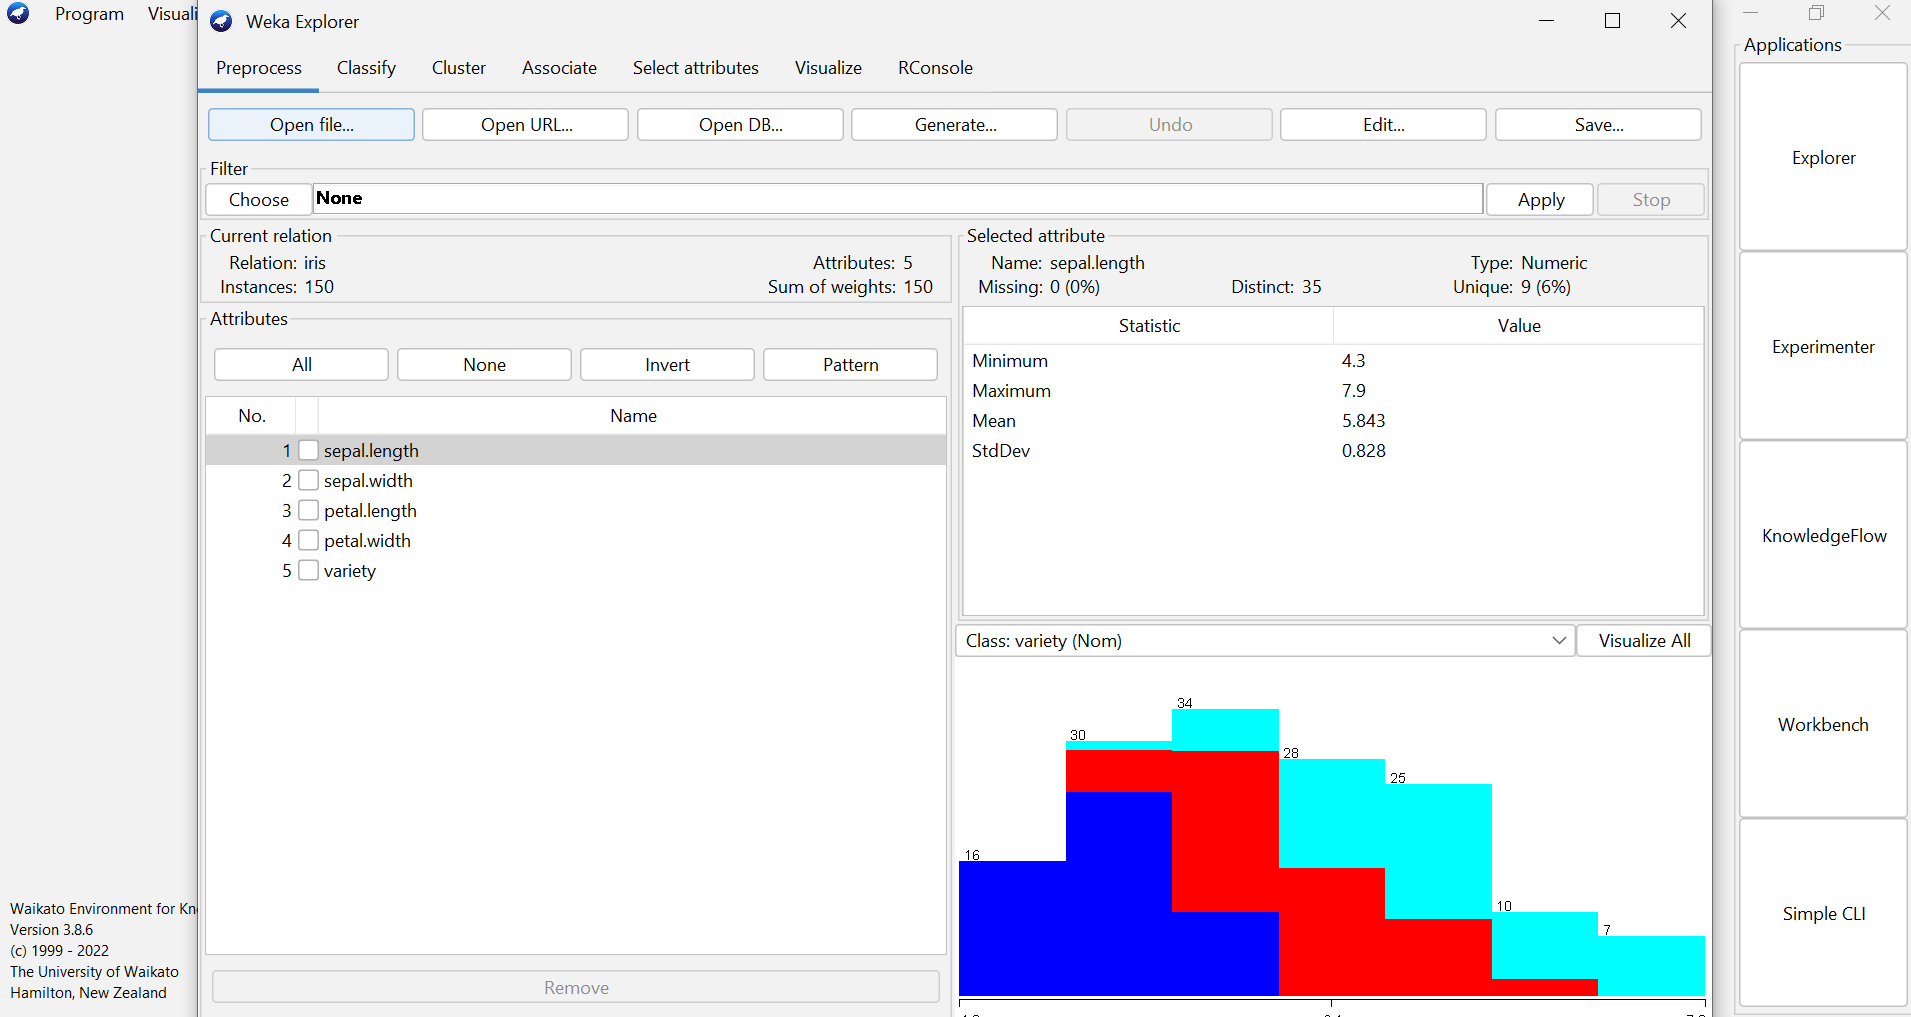 Program Visuali
Weka Explorer
Preprocess Classify Cluster Associate Select attributes Visualize RConsole
Open file... Open URL... Open DB... Generate... Undo Edit... Save...
Filter
Choose None Apply Stop
Current relation
Relation: iris Attributes: 5
Instances: 150 Sum of weights: 150
Attributes
All None Invert Pattern
No. Name
1 sepal.length
2 sepal.width
3 petal.length
4 petal.width
5 variety
Remove
Selected attribute
Name: sepal.length Type: Numeric
Missing: 0 (0%) Distinct: 35 Unique: 9 (6%)
Statistic Value
Minimum 4.3
Maximum 7.9
Mean 5.843
StdDev 0.828
Class: variety (Nom) Visualize All
16
30
34
28
25
10
7
Applications
Explorer
Experimenter
KnowledgeFlow
Workbench
Simple CLI
Waikato Environment for Kn
Version 3.8.6
(c) 1999 - 2022
The University of Waikato
Hamilton, New Zealand